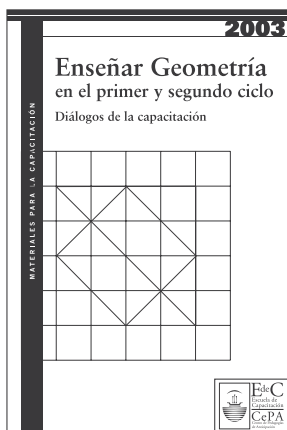 2003
Enseñar Geometría
en el primer y segundo ciclo
Diálogos de la capacitación
MATERIALES PARA LA CAPACITACIÓN
EdeC
Escuela de
Capacitación
CePA